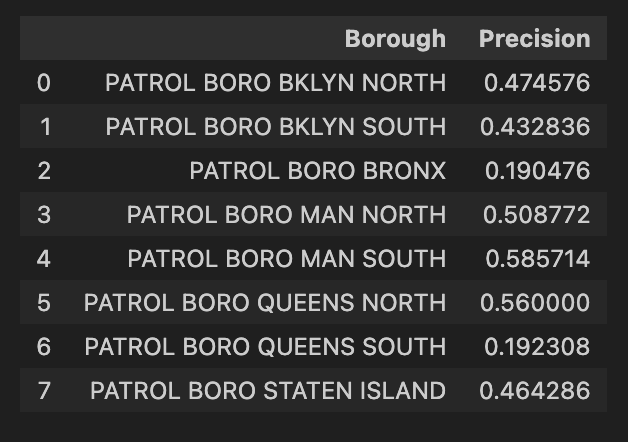 Borough Precision
0 PATROL BORO BKLYN NORTH 0.474576
1 PATROL BORO BKLYN SOUTH 0.432836
2 PATROL BORO BRONX 0.190476
3 PATROL BORO MAN NORTH 0.508772
4 PATROL BORO MAN SOUTH 0.585714
5 PATROL BORO QUEENS NORTH 0.560000
6 PATROL BORO QUEENS SOUTH 0.192308
7 PATROL BORO STATEN ISLAND 0.464286